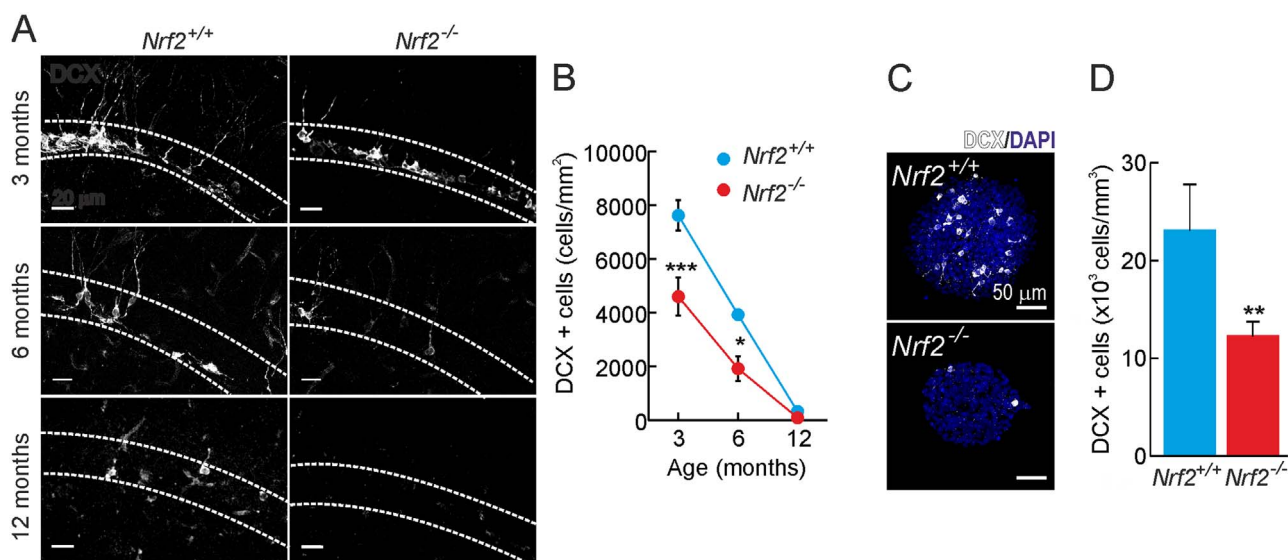 A
Nrf2+/+
Nrf2-/-
3 months
DCX
20 μm
6 months
12 months
B
DCX + cells (cells/mm²)
10000
8000
6000
4000
2000
0
Nrf2+/+
Nrf2-/-
***
*
3 6 12
Age (months)
C
DCX/DAPI
Nrf2+/+
50 μm
Nrf2-/-
D
DCX + cells (x10³ cells/mm³)
30
20
10
0
**
Nrf2+/+ Nrf2-/-